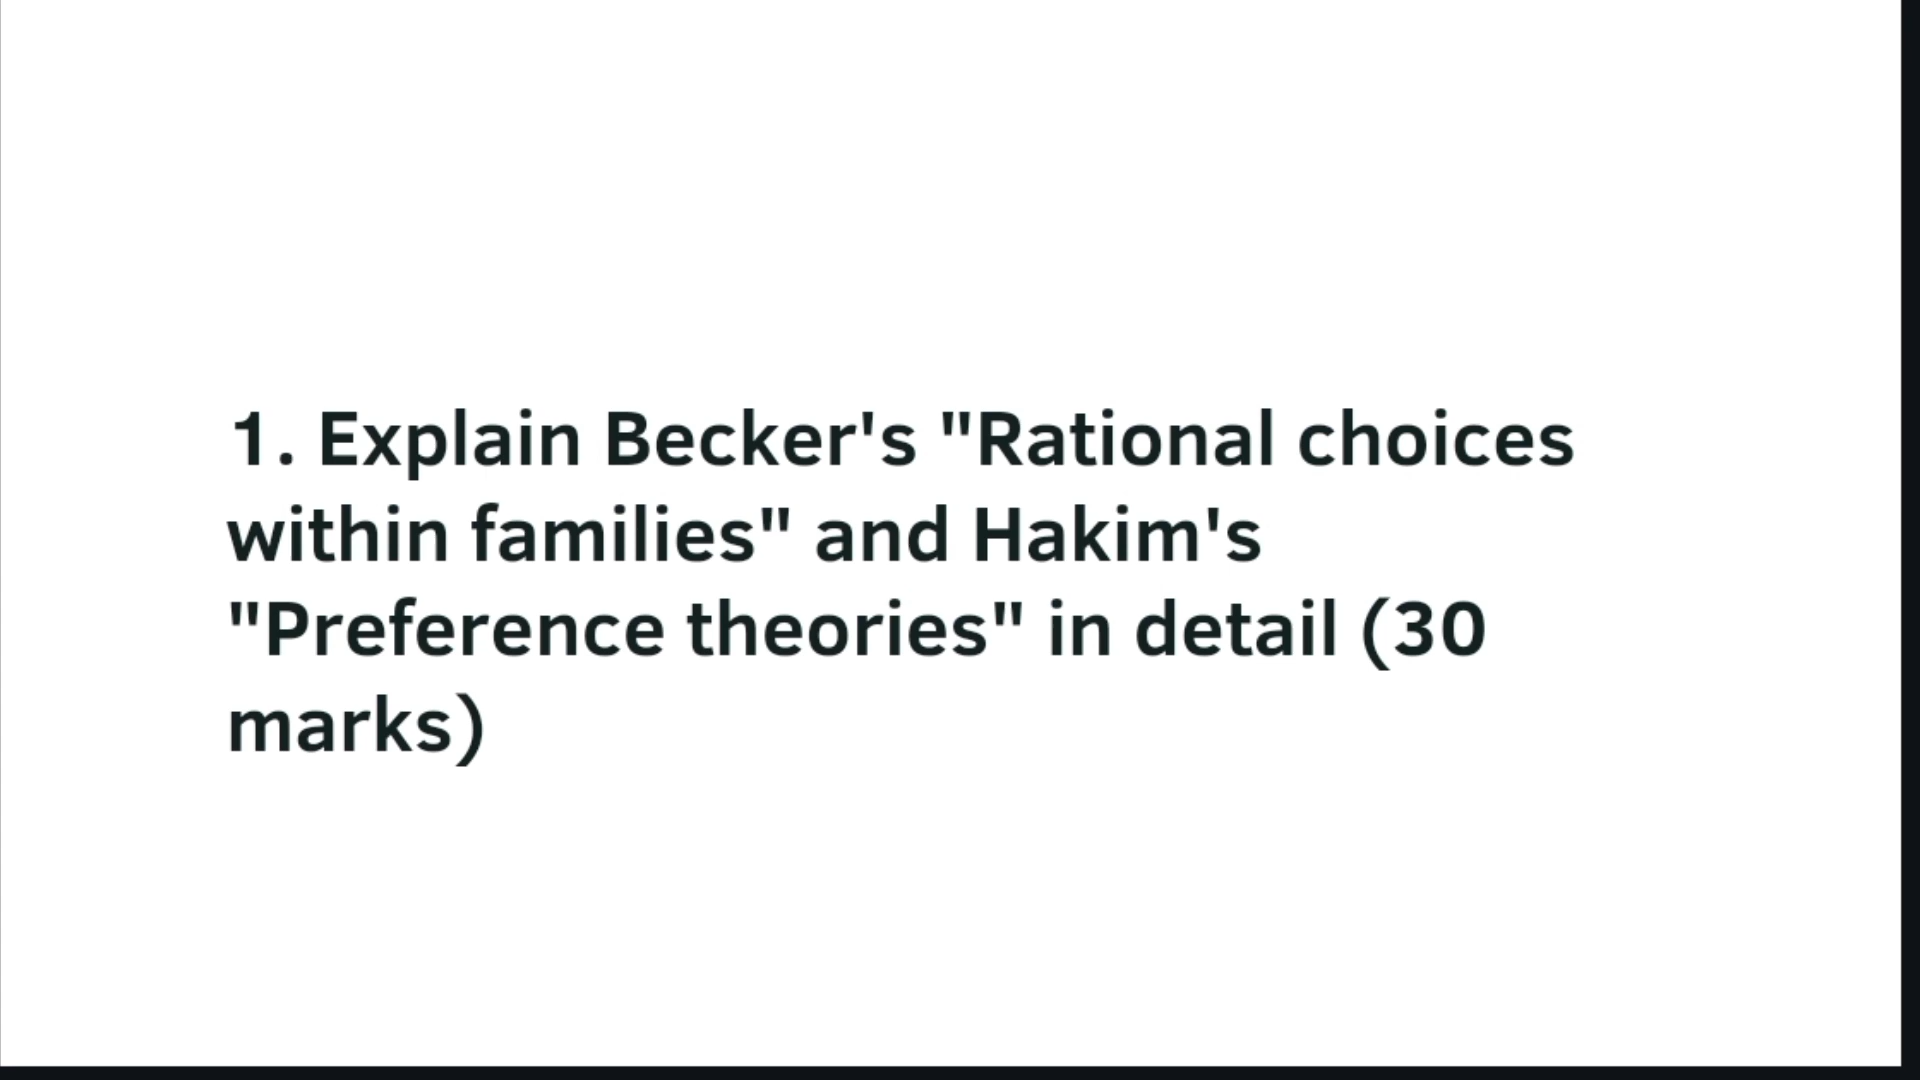 1. Explain Becker's "Rational choices
within families" and Hakim's
"Preference theories" in detail (30
marks)